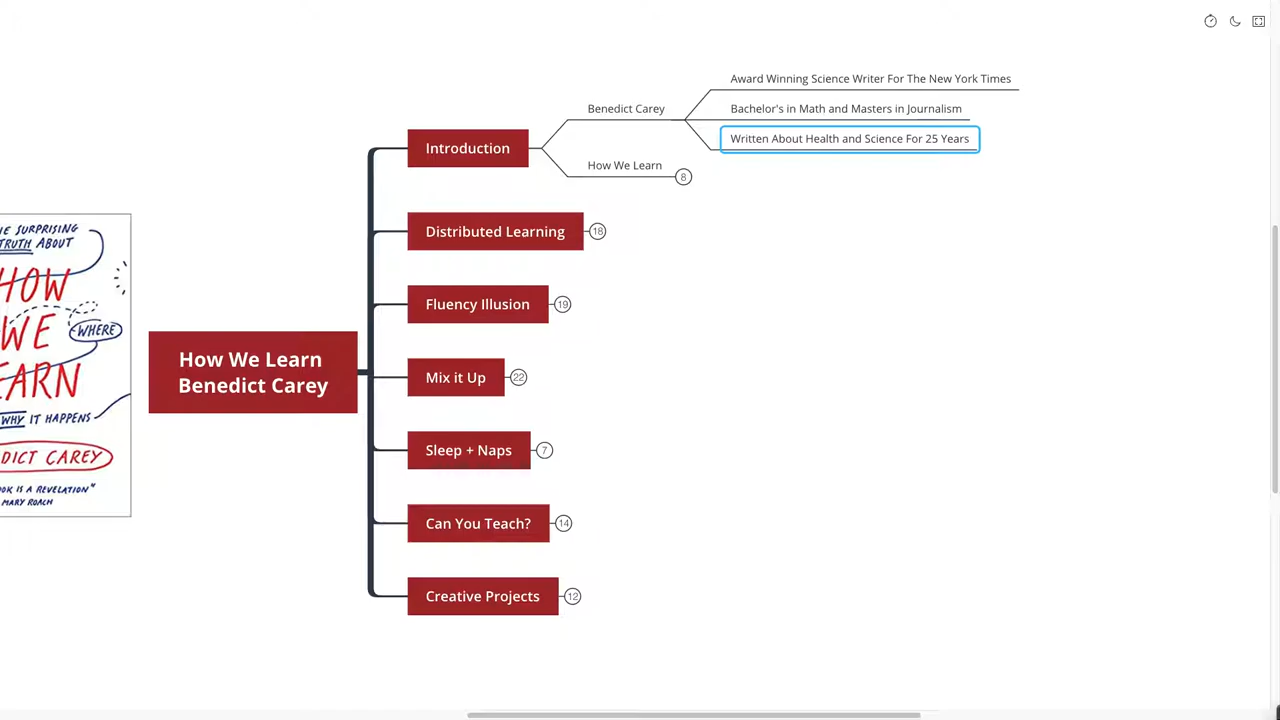 HE SURPRISING
TRUTH ABOUT
HOW
WE
WHERE
EARN
WHY IT HAPPENS
DICT CAREY
OOK IS A REVELATION"
MARY ROACH
How We Learn
Benedict Carey
Introduction
Benedict Carey
Award Winning Science Writer For The New York Times
Bachelor's in Math and Masters in Journalism
Written About Health and Science For 25 Years
How We Learn
8
Distributed Learning
18
Fluency Illusion
19
Mix it Up
22
Sleep + Naps
7
Can You Teach?
14
Creative Projects
12